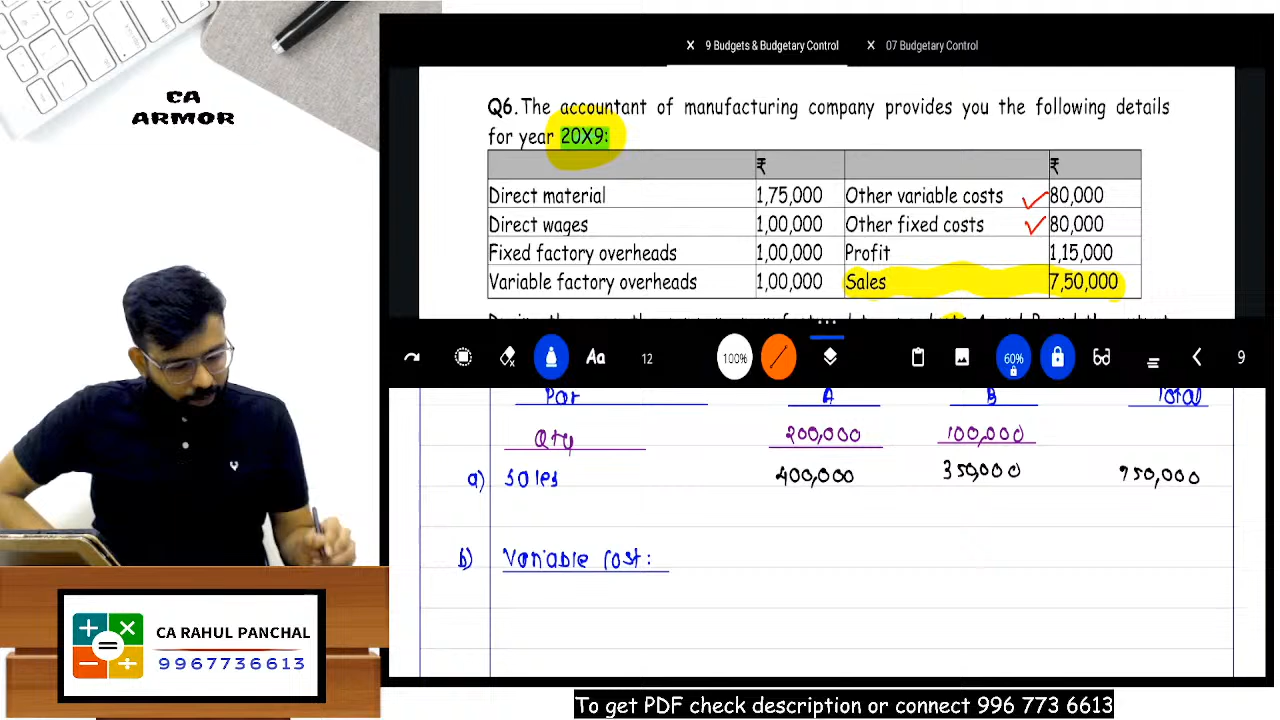 CA
ARMOR
9 Budgets & Budgetary Control
07 Budgetary Control
Q6. The accountant of manufacturing company provides you the following details
for year 20X9:
₹ ₹
Direct material 1,75,000 Other variable costs 80,000
Direct wages 1,00,000 Other fixed costs 80,000
Fixed factory overheads 1,00,000 Profit 1,15,000
Variable factory overheads 1,00,000 Sales 7,50,000
Aa 12 100% 60% 9
Par A B Total
Qty 200,000 100,000
a) Sales 400,000 350,000 750,000
b) Variable Cost:
CA RAHUL PANCHAL
9967736613
To get PDF check description or connect 996 773 6613